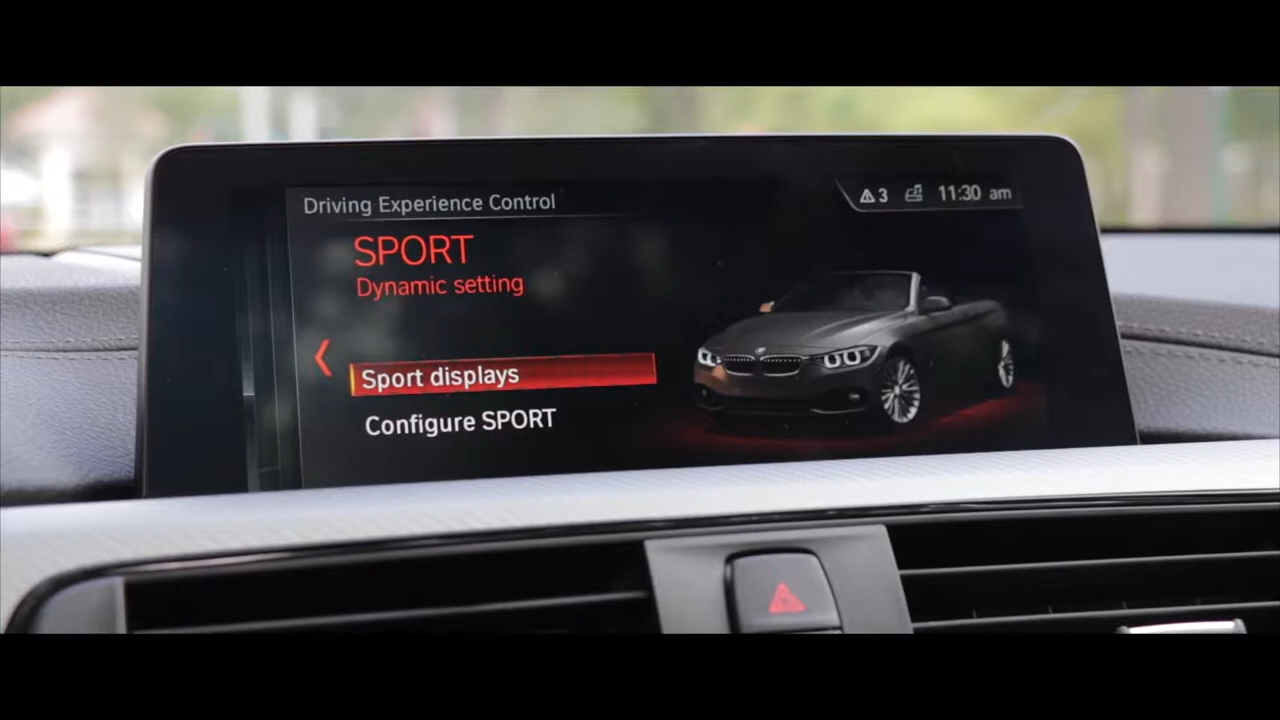 Driving Experience Control
3 11:30 am
SPORT
Dynamic setting
Sport displays
Configure SPORT